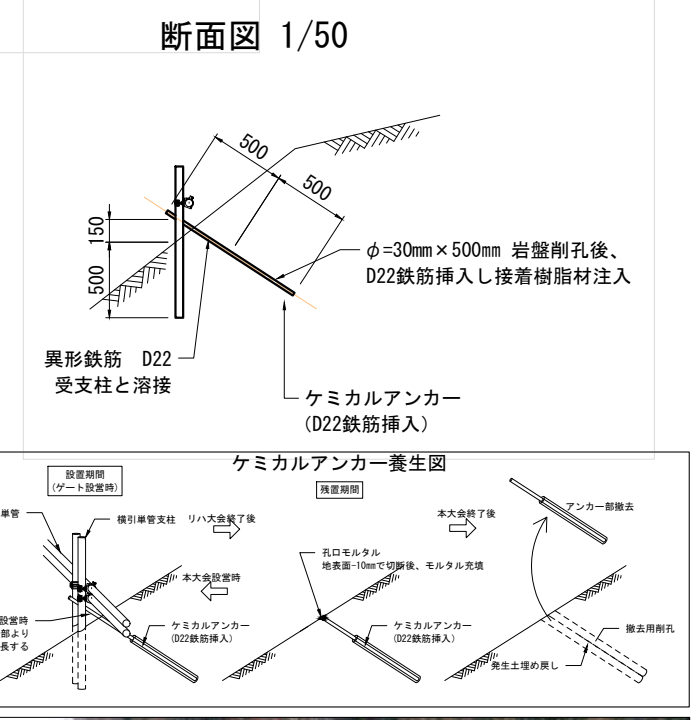 断面図 1/50
500
500
150
500
φ=30mm×500mm 岩盤削孔後、
D22鉄筋挿入し接着樹脂材注入
異形鉄筋 D22
受支柱と溶接
ケミカルアンカー
(D22鉄筋挿入)
ケミカルアンカー養生図
設置期間
(ゲート設営時)
単管
横引単管支柱
リハ大会終了後
本大会設営時
設営時
部より
長する
ケミカルアンカー
(D22鉄筋挿入)
残置期間
孔口モルタル
地表面-10mmで切断後、モルタル充填
ケミカルアンカー
(D22鉄筋挿入)
本大会終了後
アンカー部撤去
撤去用削孔
発生土埋め戻し